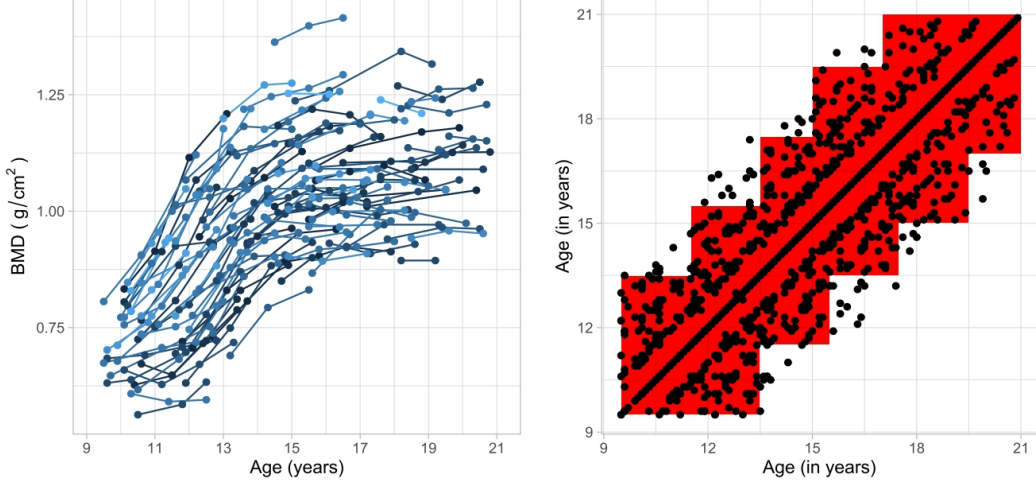 1.25
1.00
0.75
BMD ( g/cm²)
9 11 13 15 17 19 21
Age (years)
21
18
15
12
9
Age (in years)
9 12 15 18 21
Age (in years)